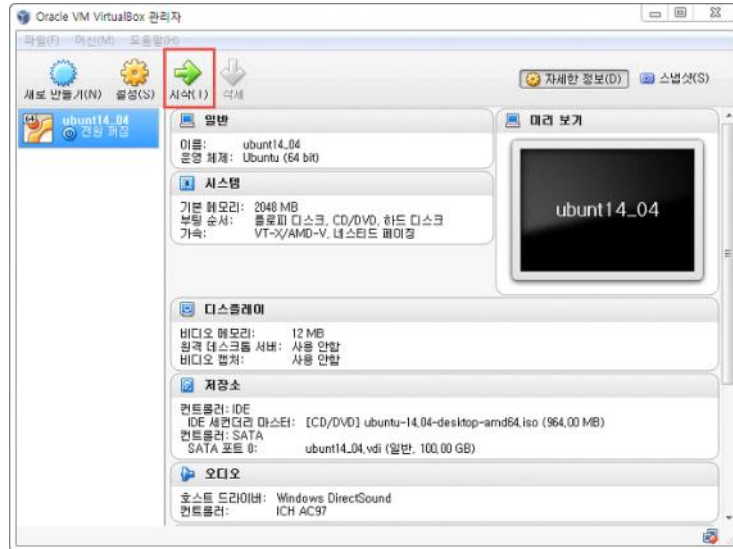 Oracle VM VirtualBox 관리자
파일(F) 머신(M) 도움말(H)
새로 만들기(N) 설정(S) 시작(T) 삭제
자세한 정보(D) 스냅샷(S)
ubunt14_04
전원 꺼짐
일반
이름: ubunt14_04
운영 체제: Ubuntu (64 bit)
미리 보기
ubunt14_04
시스템
기본 메모리: 2048 MB
부팅 순서: 플로피 디스크, CD/DVD, 하드 디스크
가속: VT-x/AMD-V, 네스티드 페이징
디스플레이
비디오 메모리: 12 MB
원격 데스크톱 서버: 사용 안함
비디오 캡처: 사용 안함
저장소
컨트롤러: IDE
IDE 세컨더리 마스터: [CD/DVD] ubuntu-14.04-desktop-amd64.iso (964.00 MB)
컨트롤러: SATA
SATA 포트 0: ubunt14_04.vdi (일반, 100.00 GB)
오디오
호스트 드라이버: Windows DirectSound
컨트롤러: ICH AC97